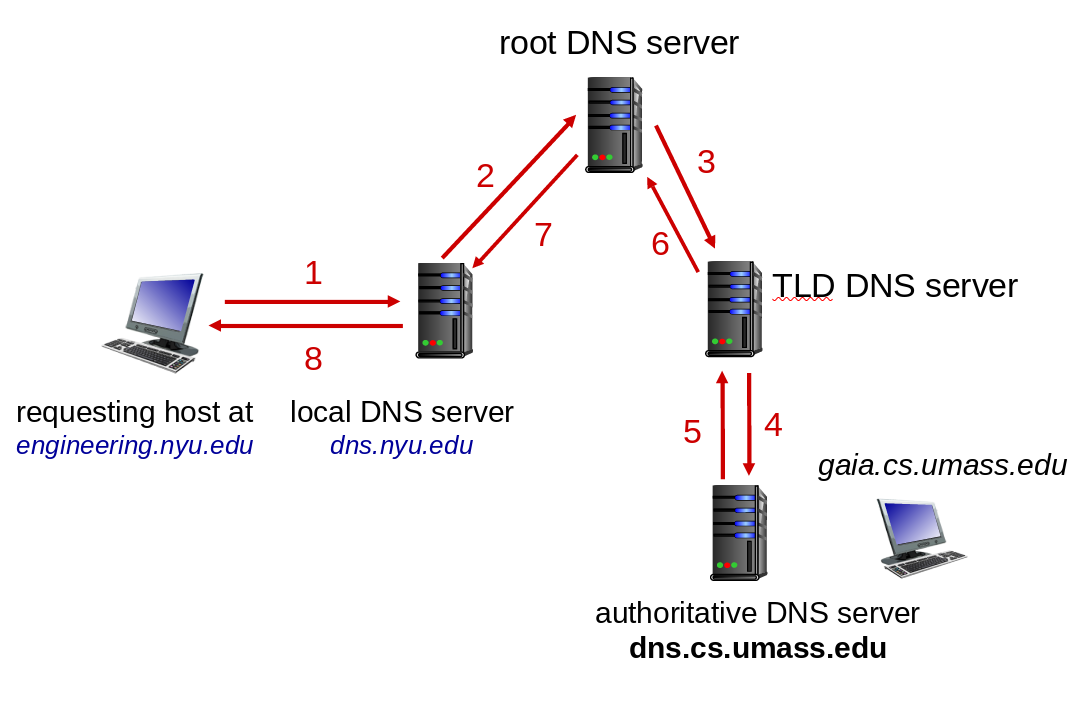 root DNS server
2
3
7
6
1
TLD DNS server
8
requesting host at
engineering.nyu.edu
local DNS server
dns.nyu.edu
5
4
gaia.cs.umass.edu
authoritative DNS server
dns.cs.umass.edu